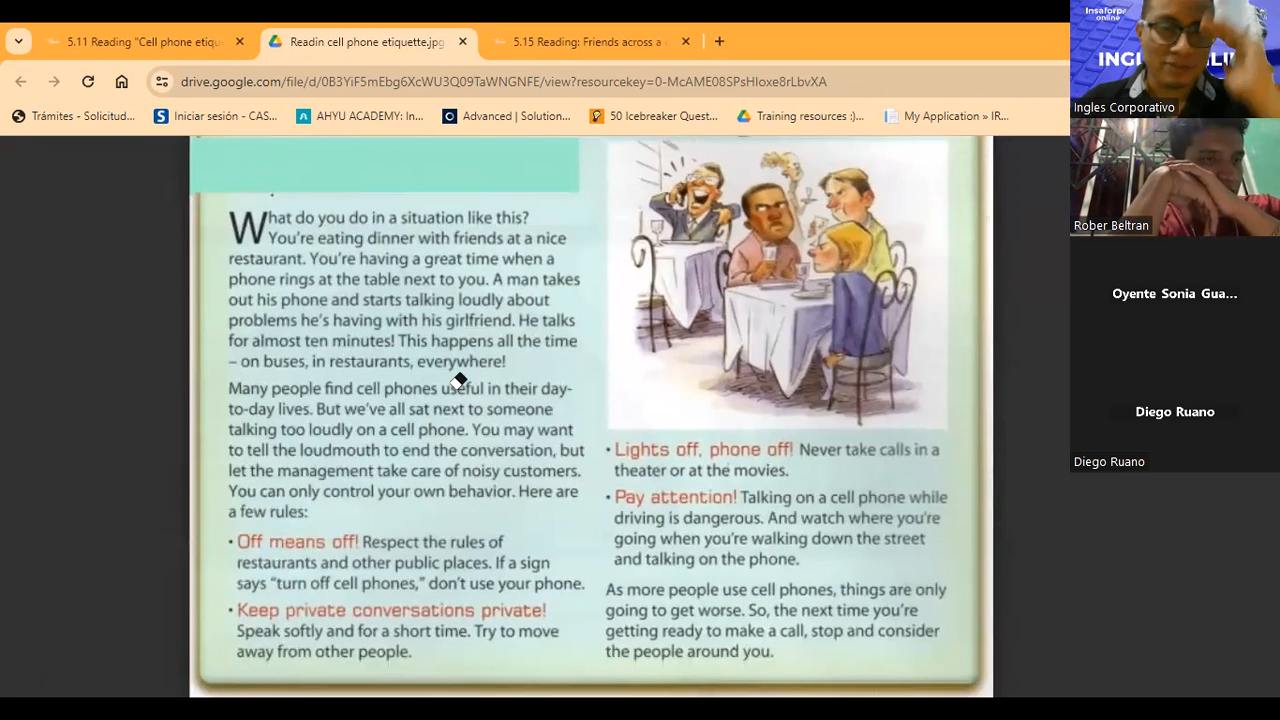 5.11 Reading "Cell phone etiqu
Readin cell phone etiquette.jpg
5.15 Reading: Friends across a
drive.google.com/file/d/0B3YiF5mEbg6XcWU3Q09TaWNGNFE/view?resourcekey=0-McAME08SPsHloxe8rLbvXA
Trámites - Solicitud...
Iniciar sesión - CAS...
AHYU ACADEMY: In...
Advanced | Solution...
50 Icebreaker Quest...
Training resources :)...
My Application » IR...
What do you do in a situation like this?
You're eating dinner with friends at a nice
restaurant. You're having a great time when a
phone rings at the table next to you. A man takes
out his phone and starts talking loudly about
problems he's having with his girlfriend. He talks
for almost ten minutes! This happens all the time
– on buses, in restaurants, everywhere!
Many people find cell phones useful in their day-
to-day lives. But we've all sat next to someone
talking too loudly on a cell phone. You may want
to tell the loudmouth to end the conversation, but
let the management take care of noisy customers.
You can only control your own behavior. Here are
a few rules:
• Off means off! Respect the rules of
restaurants and other public places. If a sign
says "turn off cell phones," don't use your phone.
• Keep private conversations private!
Speak softly and for a short time. Try to move
away from other people.
• Lights off, phone off! Never take calls in a
theater or at the movies.
• Pay attention! Talking on a cell phone while
driving is dangerous. And watch where you're
going when you're walking down the street
and talking on the phone.
As more people use cell phones, things are only
going to get worse. So, the next time you're
getting ready to make a call, stop and consider
the people around you.
Insaforp
online
INGL
Ingles Corporativo
Rober Beltran
Oyente Sonia Gua...
Diego Ruano
Diego Ruano